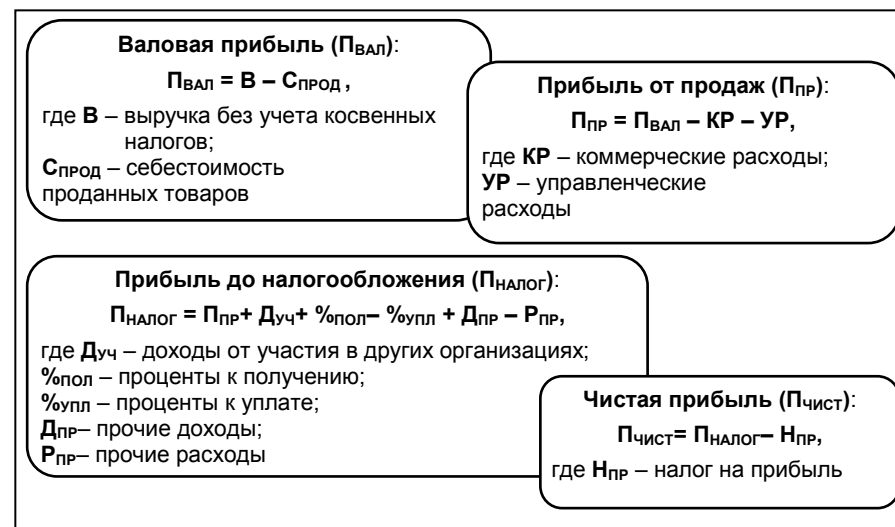 Валовая прибыль (ПВАЛ):
ПВАЛ = В – СПРОД ,
где В – выручка без учета косвенных
налогов;
СПРОД – себестоимость
проданных товаров
Прибыль от продаж (ППР):
ППР = ПВАЛ – КР – УР,
где КР – коммерческие расходы;
УР – управленческие
расходы
Прибыль до налогообложения (ПНАЛОГ):
ПНАЛОГ = ППР+ ДУЧ+ %ПОЛ– %УПЛ + ДПР – РПР,
где ДУЧ – доходы от участия в других организациях;
%ПОЛ – проценты к получению;
%УПЛ – проценты к уплате;
ДПР– прочие доходы;
РПР– прочие расходы
Чистая прибыль (ПЧИСТ):
ПЧИСТ= ПНАЛОГ– НПР,
где НПР – налог на прибыль